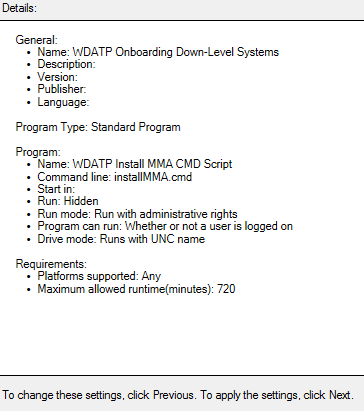 Details:
General:
• Name: WDATP Onboarding Down-Level Systems
• Description:
• Version:
• Publisher:
• Language:
Program Type: Standard Program
Program:
• Name: WDATP Install MMA CMD Script
• Command line: installMMA.cmd
• Start in:
• Run: Hidden
• Run mode: Run with administrative rights
• Program can run: Whether or not a user is logged on
• Drive mode: Runs with UNC name
Requirements:
• Platforms supported: Any
• Maximum allowed runtime(minutes): 720
To change these settings, click Previous. To apply the settings, click Next.